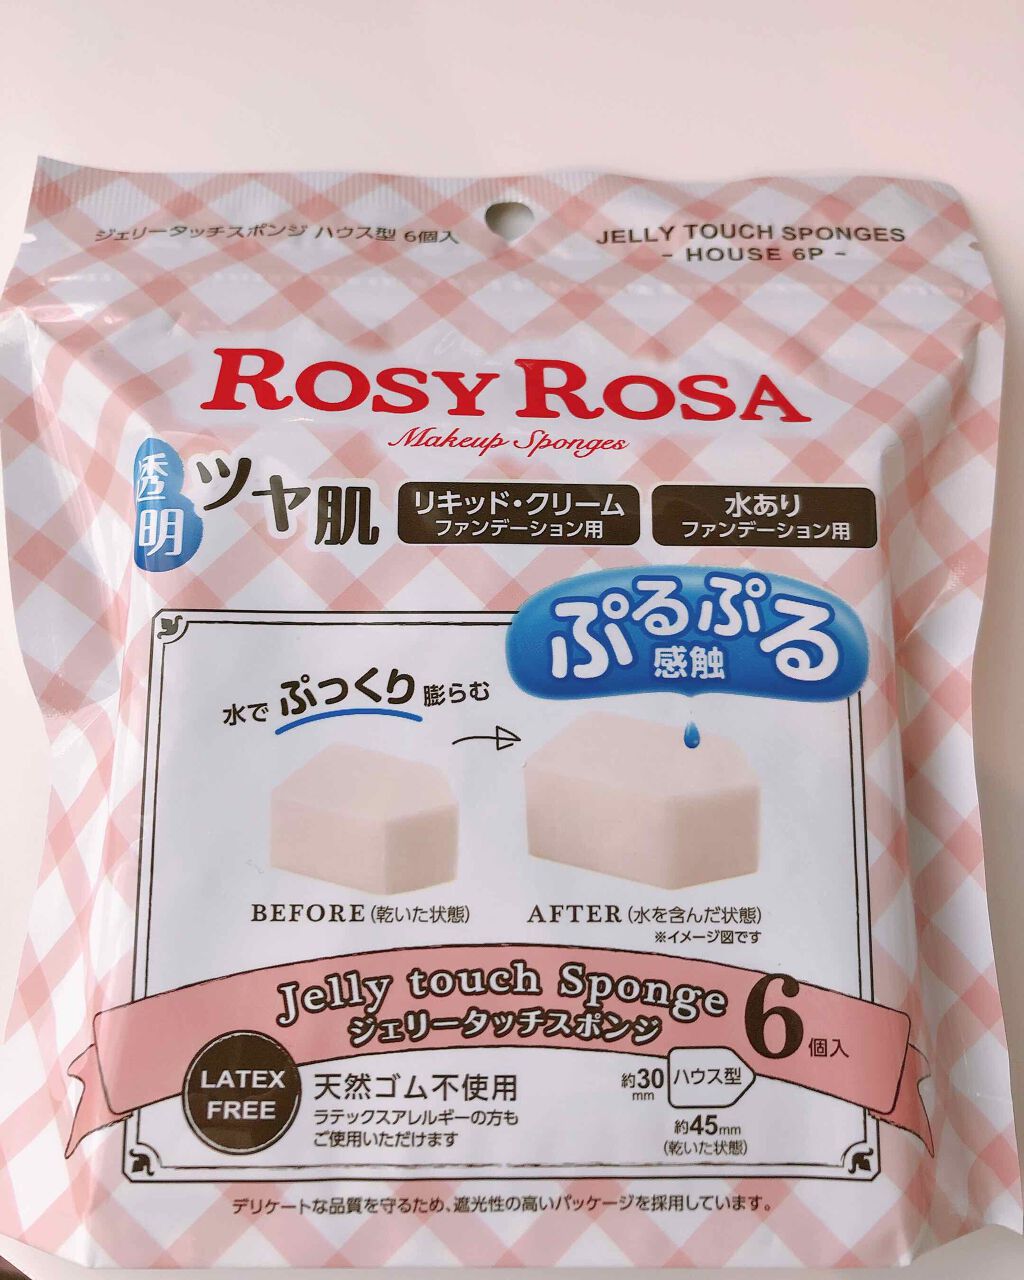 ジェリータッチスポンジ ハウス型 6個入
JELLY TOUCH SPONGES
- HOUSE 6P -
ROSY ROSA
Makeup Sponges
透明ツヤ肌
リキッド・クリーム
ファンデーション用
水あり
ファンデーション用
ぷるぷる
感触
水でぷっくり膨らむ
BEFORE(乾いた状態)
AFTER(水を含んだ状態)
※イメージ図です
Jelly touch Sponge
ジェリータッチスポンジ
6個入
LATEX
FREE
天然ゴム不使用
ラテックスアレルギーの方も
ご使用いただけます
約30mm
ハウス型
約45mm
(乾いた状態)
デリケートな品質を守るため、遮光性の高いパッケージを採用しています。